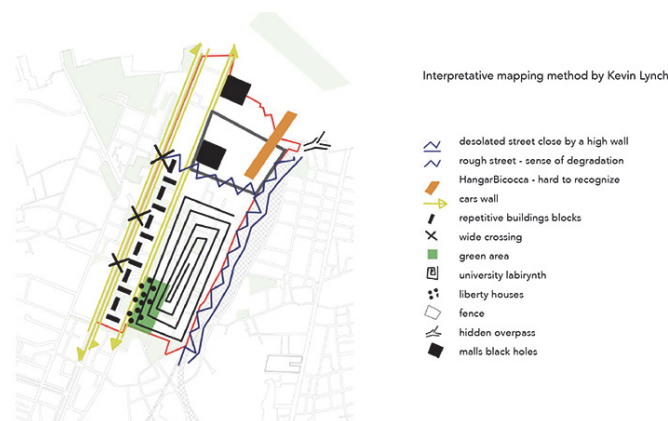 Interpretative mapping method by Kevin Lynch
desolated street close by a high wall
rough street - sense of degradation
HangarBicocca - hard to recognize
cars wall
repetitive buildings blocks
wide crossing
green area
university labirynth
liberty houses
fence
hidden overpass
malls black holes